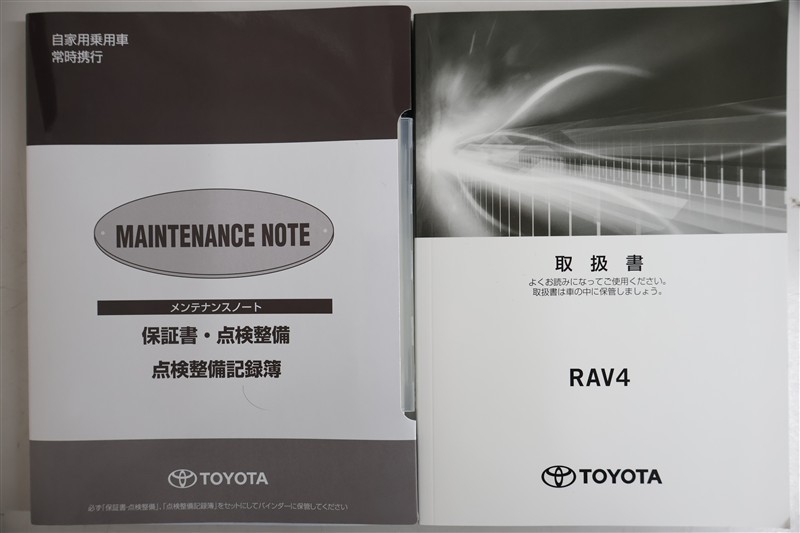 自家用乗用車
常時携行
MAINTENANCE NOTE
メンテナンスノート
保証書・点検整備
点検整備記録簿
TOYOTA
必ず「保証書・点検整備」、「点検整備記録簿」をセットにしてバインダーに保管してください
取扱書
よくお読みになってご使用ください。
取扱書は車の中に保管しましょう。
RAV4
TOYOTA